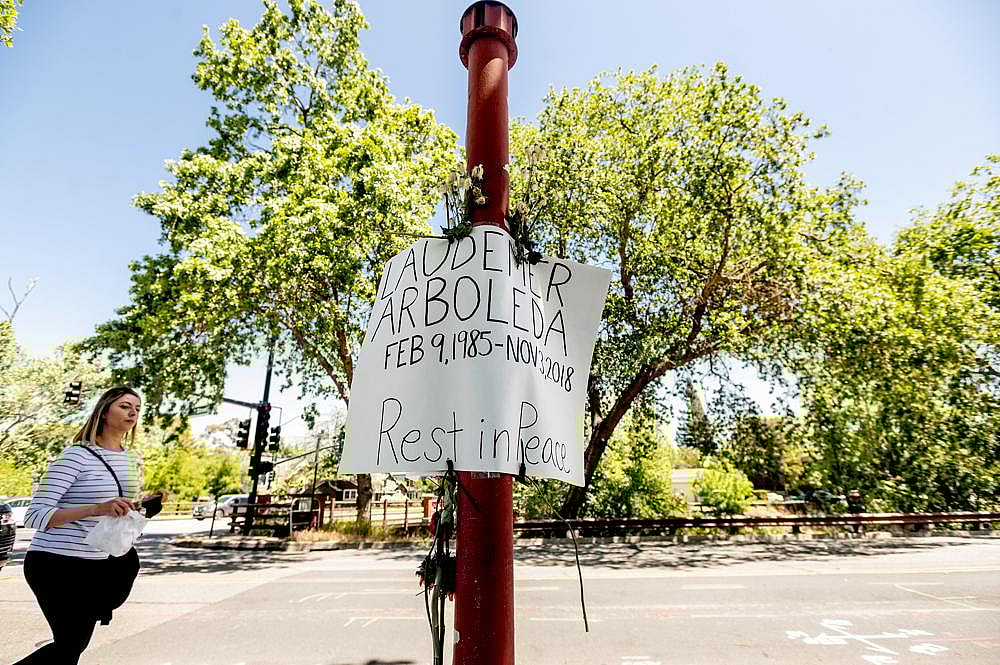 LAUDEMER
ARBOLEDA
FEB 9, 1985-NOV 3, 2018
Rest in Peace